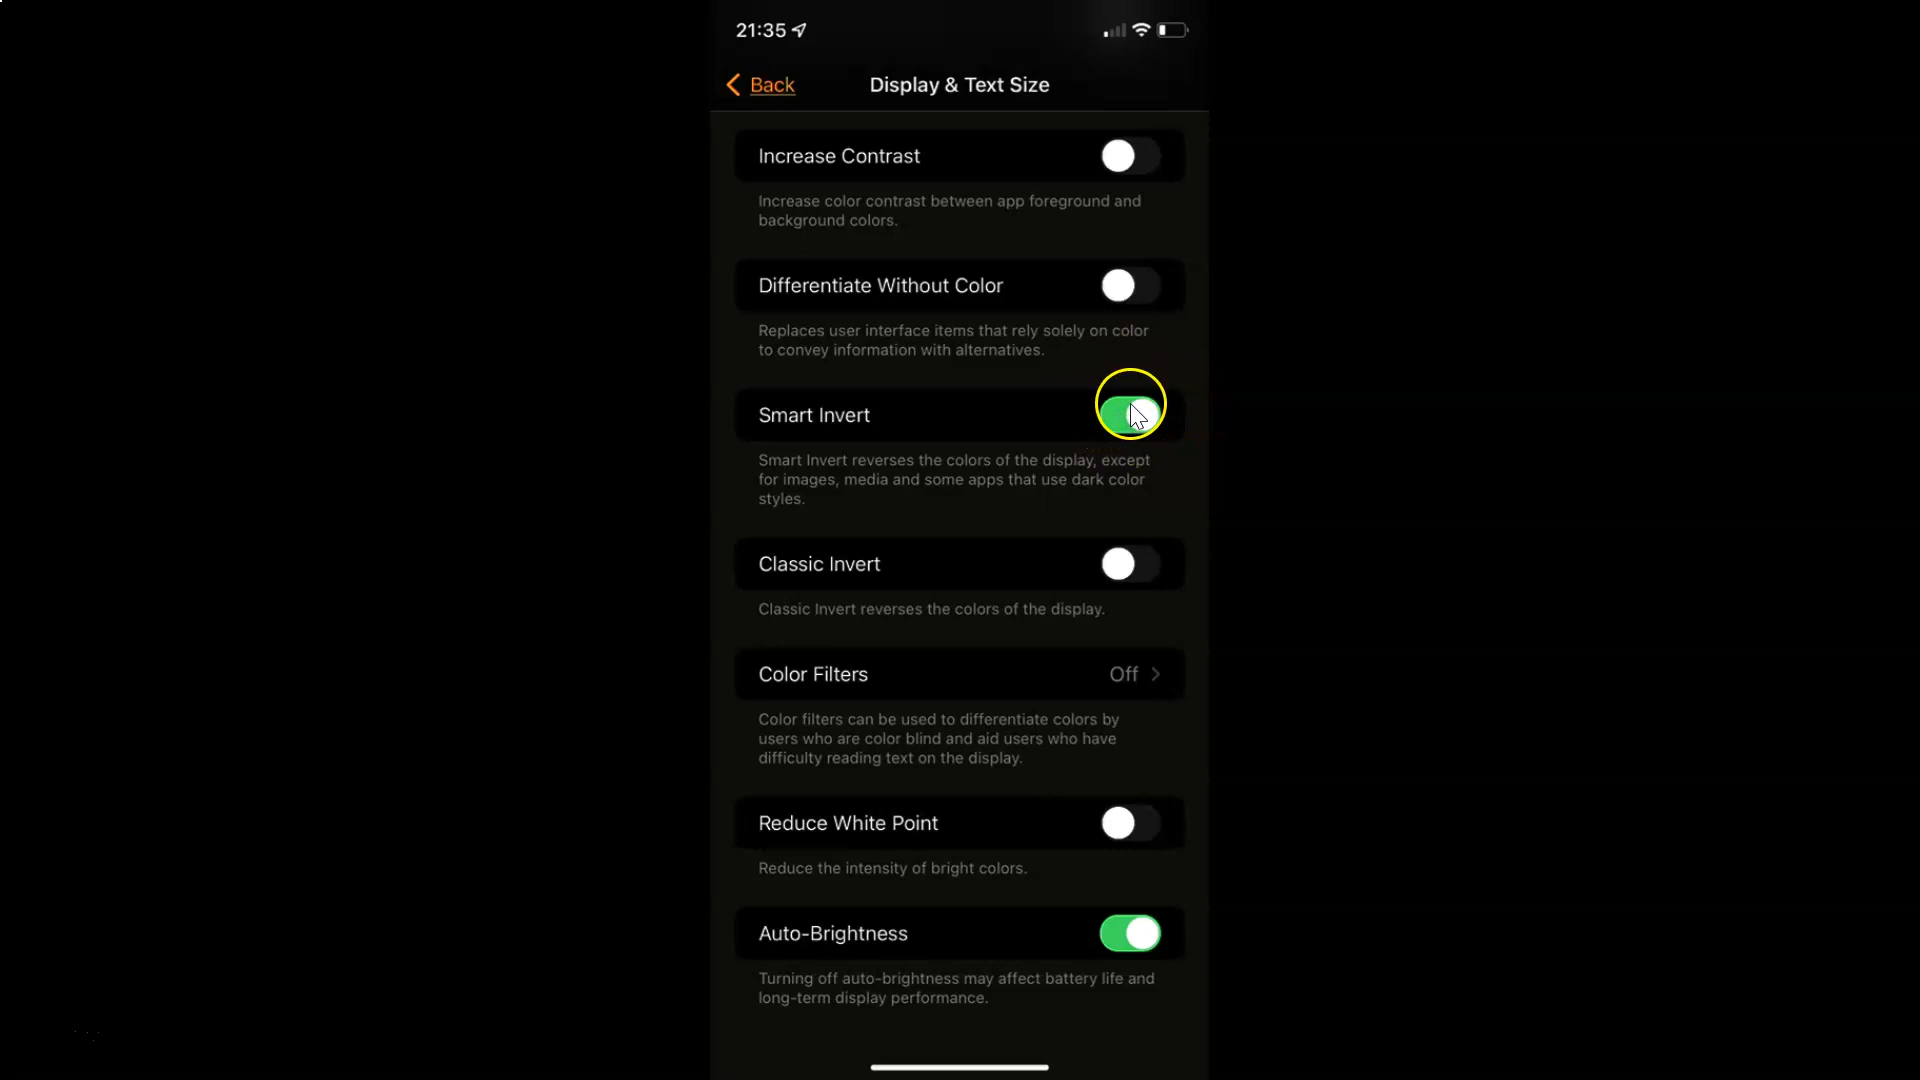 21:35
Back
Display & Text Size
Increase Contrast
Increase color contrast between app foreground and
background colors.
Differentiate Without Color
Replaces user interface items that rely solely on color
to convey information with alternatives.
Smart Invert
Smart Invert reverses the colors of the display, except
for images, media and some apps that use dark color
styles.
Classic Invert
Classic Invert reverses the colors of the display.
Color Filters
Off
Color filters can be used to differentiate colors by
users who are color blind and aid users who have
difficulty reading text on the display.
Reduce White Point
Reduce the intensity of bright colors.
Auto-Brightness
Turning off auto-brightness may affect battery life and
long-term display performance.